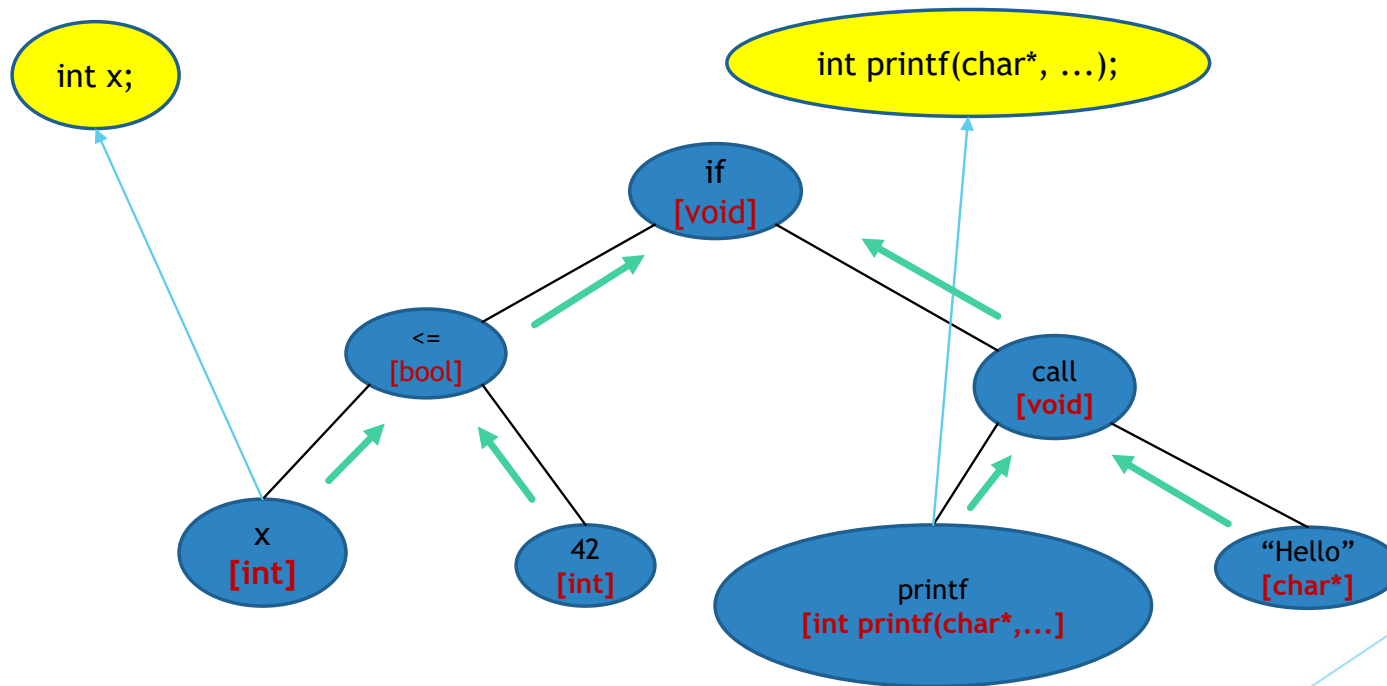 int x;
int printf(char*, ...);
if
[void]
<=
[bool]
call
[void]
x
[int]
42
[int]
printf
[int printf(char*,...]
“Hello”
[char*]